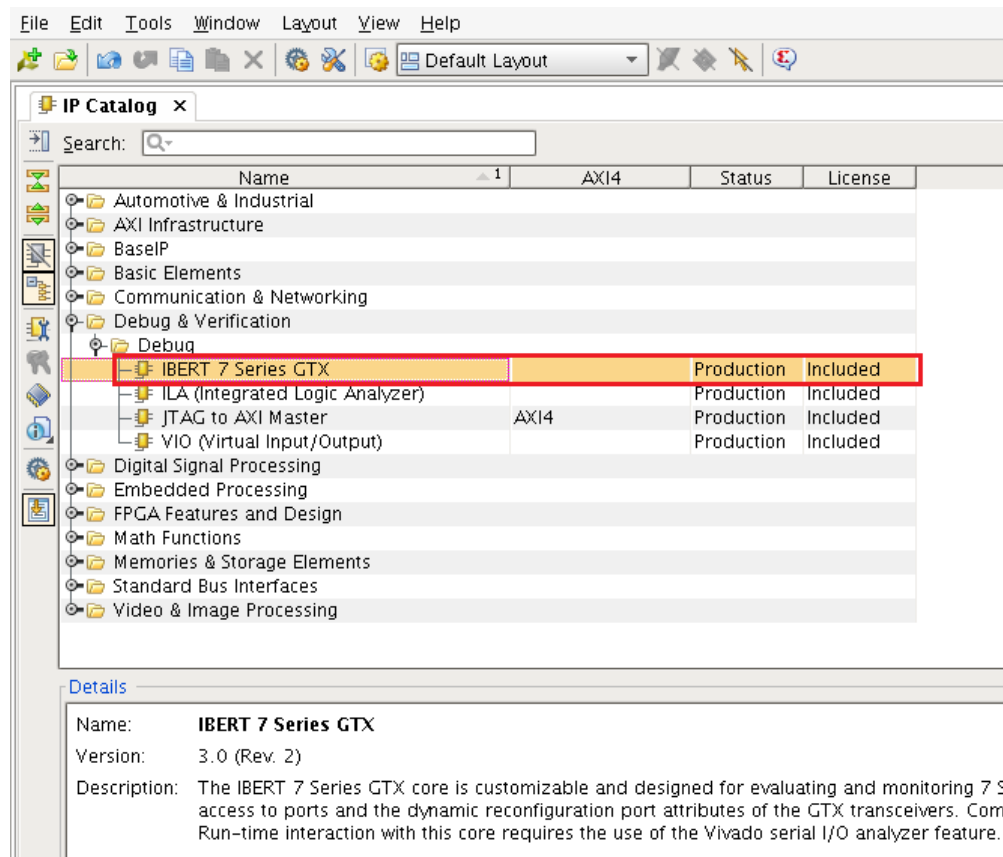 File Edit Tools Window Layout View Help
Default Layout
IP Catalog
Search:
Name 1 AXI4 Status License
Automotive & Industrial
AXI Infrastructure
BaseIP
Basic Elements
Communication & Networking
Debug & Verification
Debug
IBERT 7 Series GTX Production Included
ILA (Integrated Logic Analyzer) Production Included
JTAG to AXI Master AXI4 Production Included
VIO (Virtual Input/Output) Production Included
Digital Signal Processing
Embedded Processing
FPGA Features and Design
Math Functions
Memories & Storage Elements
Standard Bus Interfaces
Video & Image Processing
Details
Name: IBERT 7 Series GTX
Version: 3.0 (Rev. 2)
Description: The IBERT 7 Series GTX core is customizable and designed for evaluating and monitoring 7 S
access to ports and the dynamic reconfiguration port attributes of the GTX transceivers. Com
Run-time interaction with this core requires the use of the Vivado serial I/O analyzer feature.